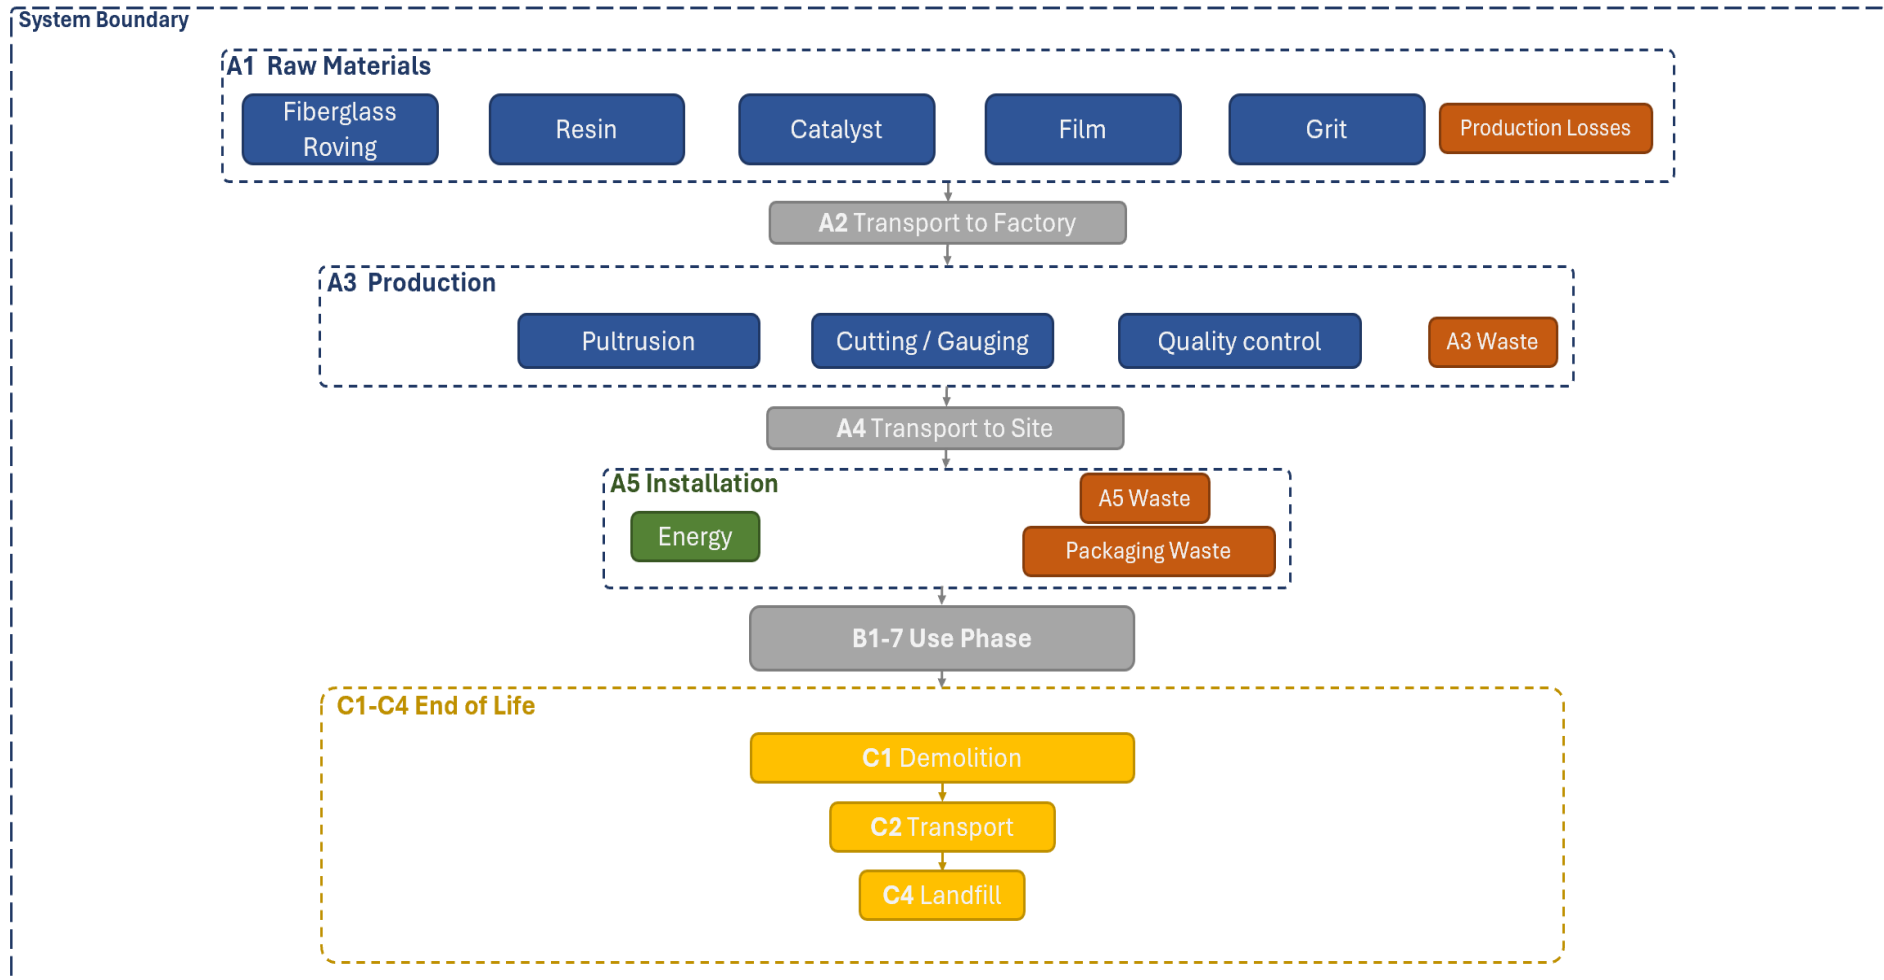 System Boundary
A1  Raw Materials
Fiberglass
Roving
Resin
Catalyst
Film
Grit
Production Losses
A2 Transport to Factory
A3  Production
Pultrusion
Cutting / Gauging
Quality control
A3 Waste
A4 Transport to Site
A5 Installation
Energy
A5 Waste
Packaging Waste
B1-7 Use Phase
C1-C4 End of Life
C1 Demolition
C2 Transport
C4 Landfill